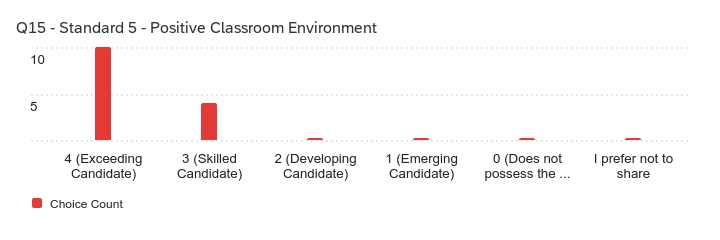 Q15 - Standard 5 - Positive Classroom Environment
10
5
4 (Exceeding
Candidate)
3 (Skilled
Candidate)
2 (Developing
Candidate)
1 (Emerging
Candidate)
0 (Does not
possess the ...
I prefer not to
share
Choice Count